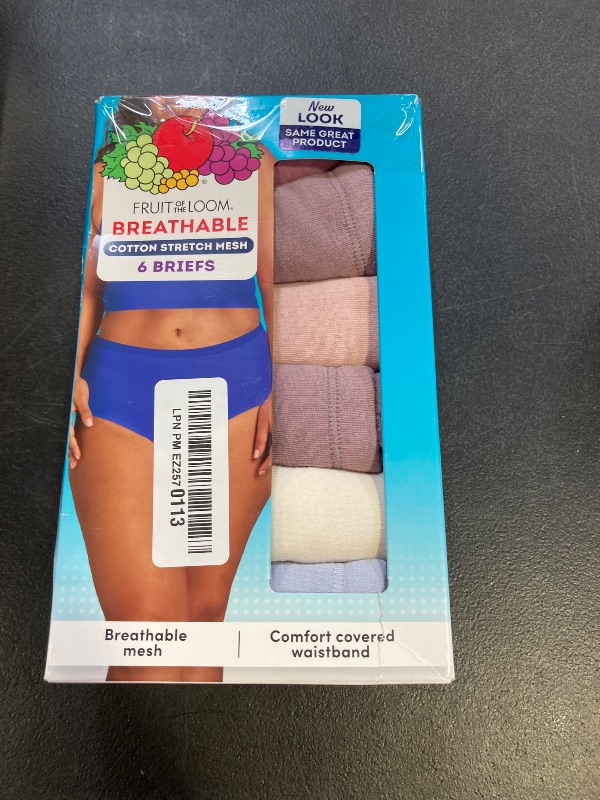 New
LOOK
SAME GREAT
PRODUCT
FRUIT OF THE LOOM®
BREATHABLE
COTTON STRETCH MESH
6 BRIEFS
LPN PM EZ257 0113
Breathable
mesh
Comfort covered
waistband